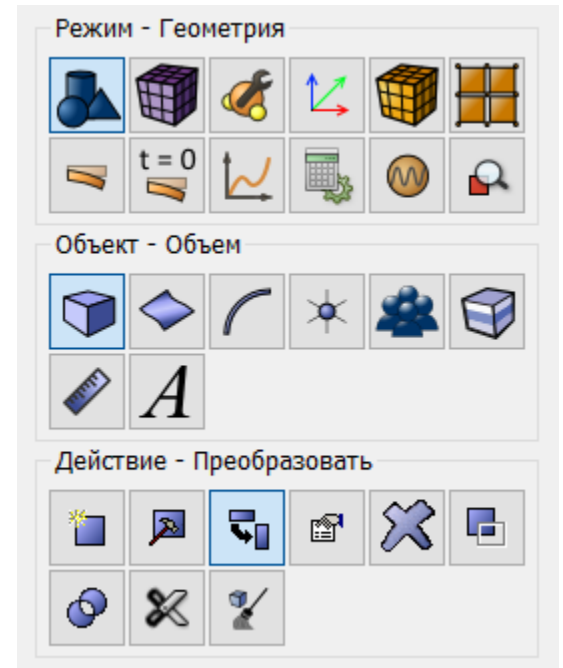 Режим - Геометрия
t = 0
Объект - Объем
A
Действие - Преобразовать